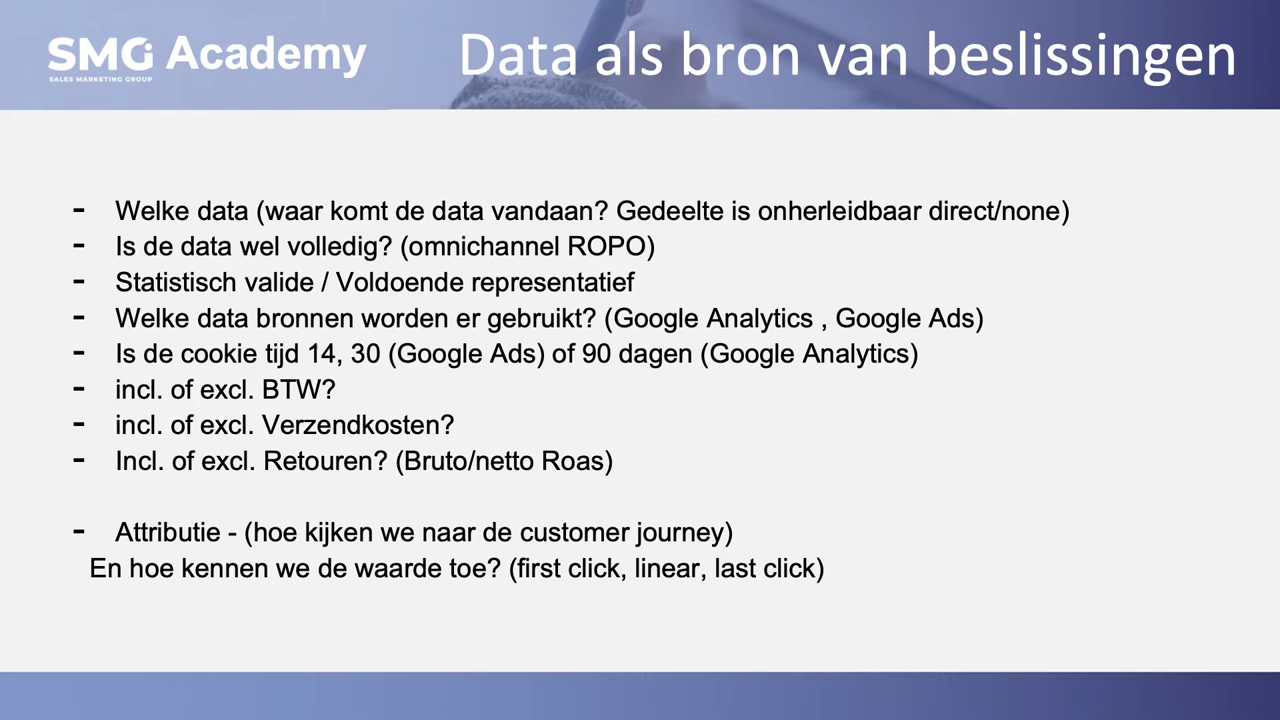 SMG Academy
SALES MARKETING GROUP
Data als bron van beslissingen
- Welke data (waar komt de data vandaan? Gedeelte is onherleidbaar direct/none)
- Is de data wel volledig? (omnichannel ROPO)
- Statistisch valide / Voldoende representatief
- Welke data bronnen worden er gebruikt? (Google Analytics , Google Ads)
- Is de cookie tijd 14, 30 (Google Ads) of 90 dagen (Google Analytics)
- incl. of excl. BTW?
- incl. of excl. Verzendkosten?
- Incl. of excl. Retouren? (Bruto/netto Roas)
- Attributie - (hoe kijken we naar de customer journey)
En hoe kennen we de waarde toe? (first click, linear, last click)